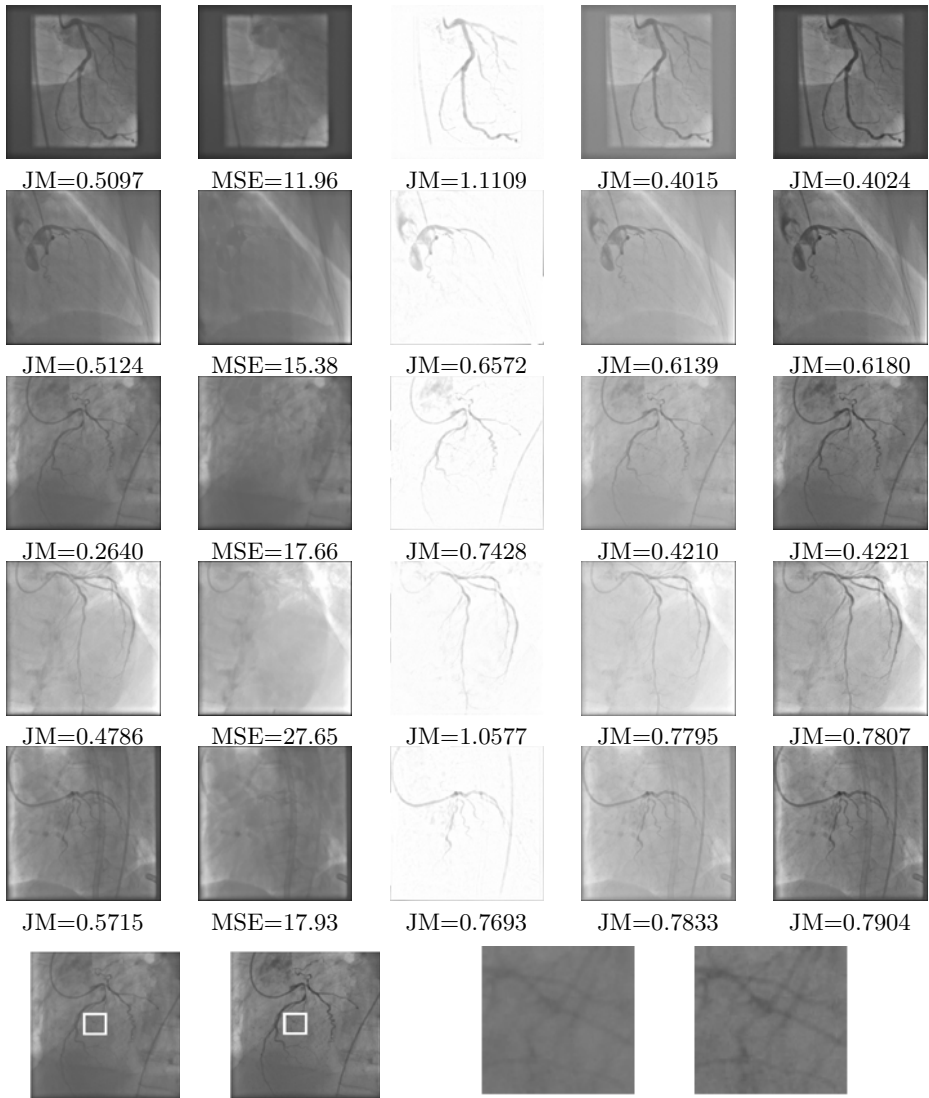 JM=0.5097 MSE=11.96 JM=1.1109 JM=0.4015 JM=0.4024
JM=0.5124 MSE=15.38 JM=0.6572 JM=0.6139 JM=0.6180
JM=0.2640 MSE=17.66 JM=0.7428 JM=0.4210 JM=0.4221
JM=0.4786 MSE=27.65 JM=1.0577 JM=0.7795 JM=0.7807
JM=0.5715 MSE=17.93 JM=0.7693 JM=0.7833 JM=0.7904